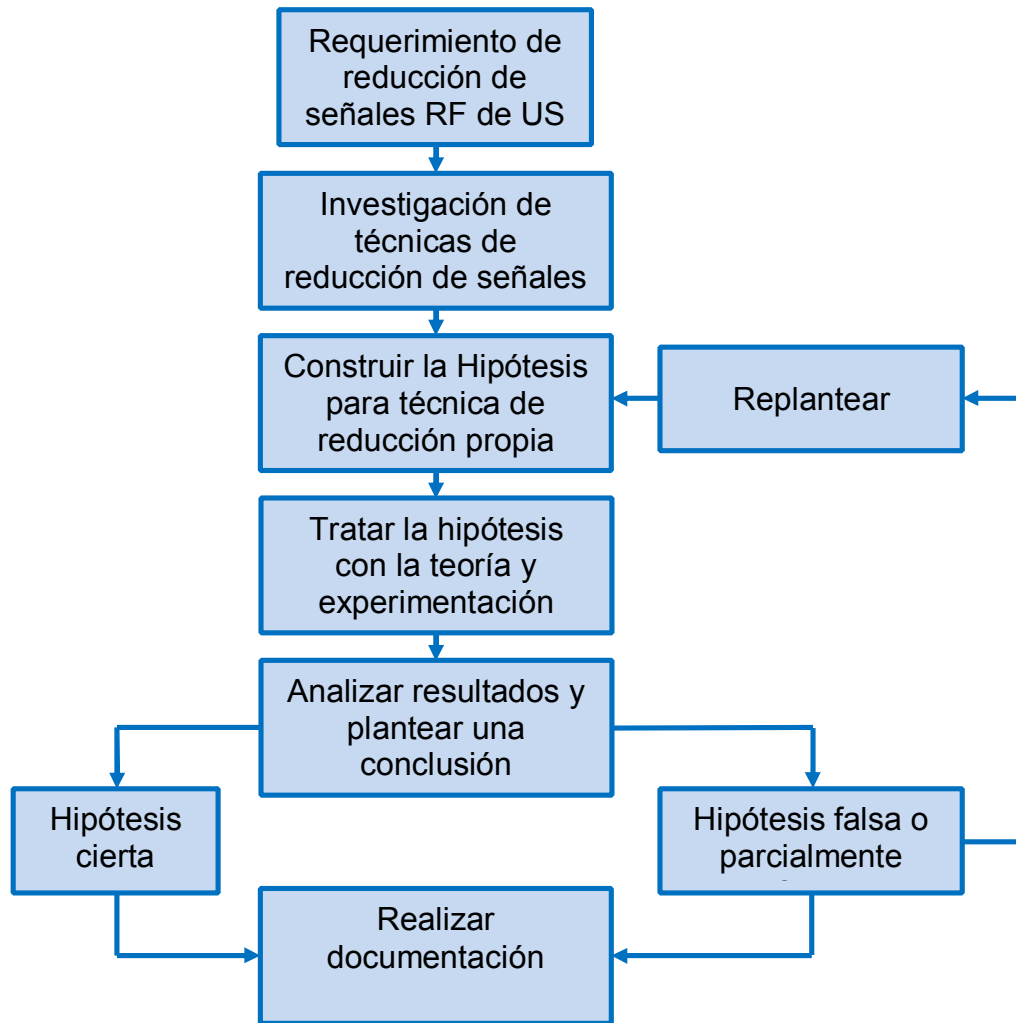 Requerimiento de
reducción de
señales RF de US
Investigación de
técnicas de
reducción de señales
Construir la Hipótesis
para técnica de
reducción propia
Replantear
Tratar la hipótesis
con la teoría y
experimentación
Analizar resultados y
plantear una
conclusión
Hipótesis
cierta
Hipótesis falsa o
parcialmente
Realizar
documentación